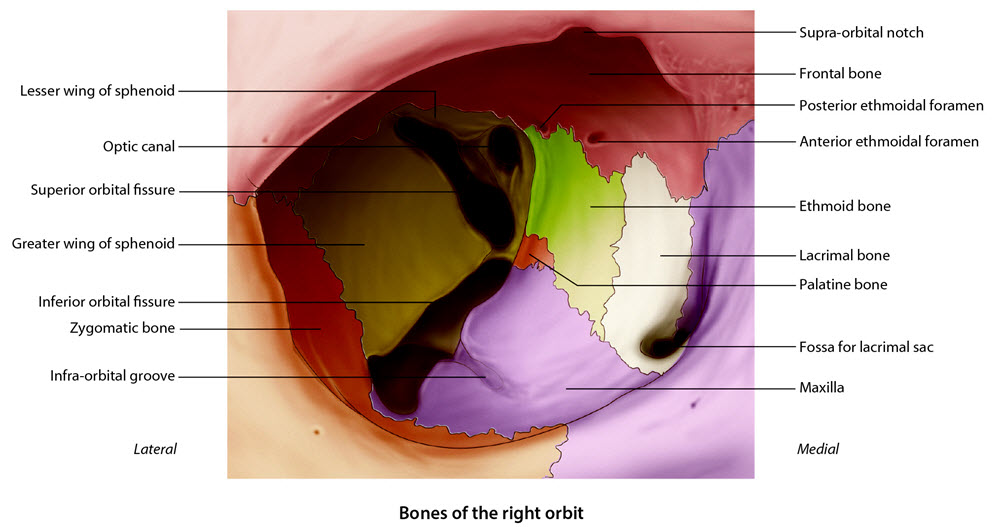 Lesser wing of sphenoid
Optic canal
Superior orbital fissure
Greater wing of sphenoid
Inferior orbital fissure
Zygomatic bone
Infra-orbital groove
Lateral
Supra-orbital notch
Frontal bone
Posterior ethmoidal foramen
Anterior ethmoidal foramen
Ethmoid bone
Lacrimal bone
Palatine bone
Fossa for lacrimal sac
Maxilla
Medial
Bones of the right orbit